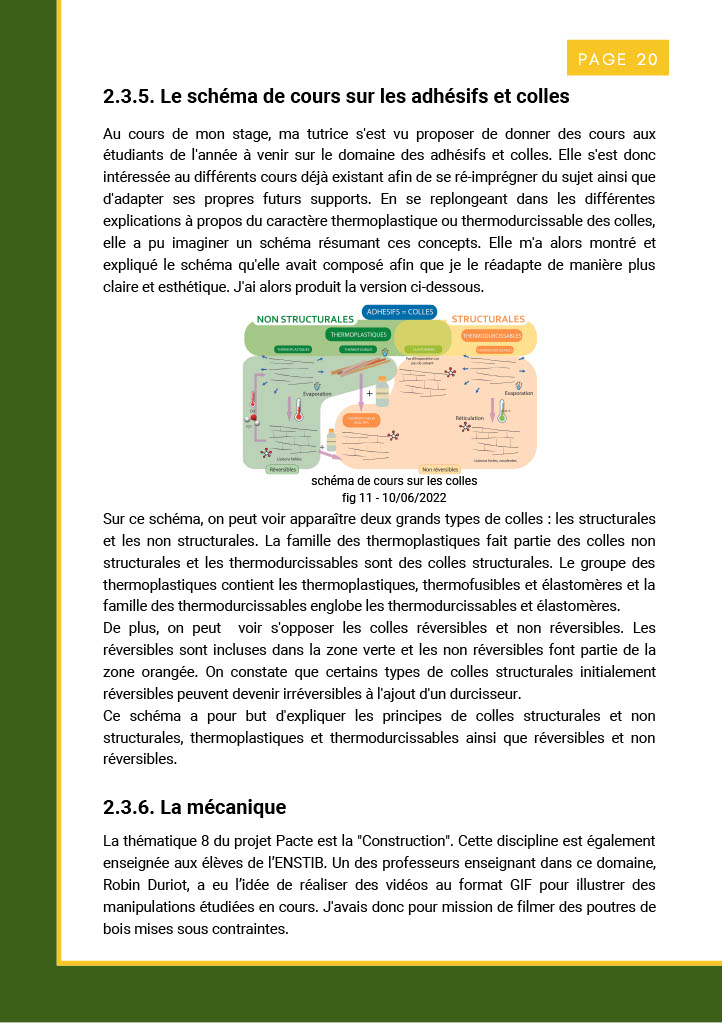 PAGE 20
2.3.5. Le schéma de cours sur les adhésifs et colles
Au cours de mon stage, ma tutrice s'est vu proposer de donner des cours aux
étudiants de l'année à venir sur le domaine des adhésifs et colles. Elle s'est donc
intéressée au différents cours déjà existant afin de se ré-imprégner du sujet ainsi que
d'adapter ses propres futurs supports. En se replongeant dans les différentes
explications à propos du caractère thermoplastique ou thermodurcissable des colles,
elle a pu imaginer un schéma résumant ces concepts. Elle m'a alors montré et
expliqué le schéma qu'elle avait composé afin que je le réadapte de manière plus
claire et esthétique. J'ai alors produit la version ci-dessous.
ADHESIFS = COLLES
NON STRUCTURALES
STRUCTURALES
THERMOPLASTIQUES
THERMODURCISSABLES
THERMOPLASTIQUES
THERMOFUSIBLES
Evaporation
Evaporation
+
Réticulation
+
Liaisons faibles
Réversibles
Non réversibles
schéma de cours sur les colles
fig 11 - 10/06/2022
Sur ce schéma, on peut voir apparaître deux grands types de colles : les structurales
et les non structurales. La famille des thermoplastiques fait partie des colles non
structurales et les thermodurcissables sont des colles structurales. Le groupe des
thermoplastiques contient les thermoplastiques, thermofusibles et élastomères et la
famille des thermodurcissables englobe les thermodurcissables et élastomères.
De plus, on peut  voir s'opposer les colles réversibles et non réversibles. Les
réversibles sont incluses dans la zone verte et les non réversibles font partie de la
zone orangée. On constate que certains types de colles structurales initialement
réversibles peuvent devenir irréversibles à l'ajout d'un durcisseur.
Ce schéma a pour but d'expliquer les principes de colles structurales et non
structurales, thermoplastiques et thermodurcissables ainsi que réversibles et non
réversibles.
2.3.6. La mécanique
La thématique 8 du projet Pacte est la "Construction". Cette discipline est également
enseignée aux élèves de l’ENSTIB. Un des professeurs enseignant dans ce domaine,
Robin Duriot, a eu l’idée de réaliser des vidéos au format GIF pour illustrer des
manipulations étudiées en cours. J'avais donc pour mission de filmer des poutres de
bois mises sous contraintes.